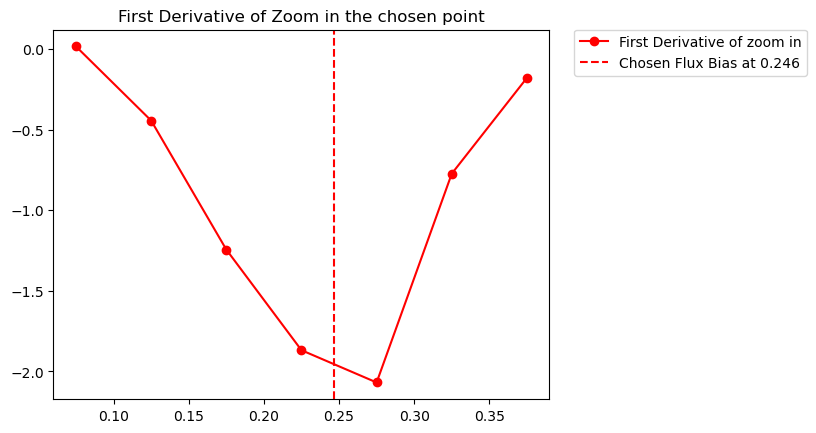 First Derivative of Zoom in the chosen point
First Derivative of zoom in
Chosen Flux Bias at 0.246
0.0
−0.5
−1.0
−1.5
−2.0
0.10 0.15 0.20 0.25 0.30 0.35